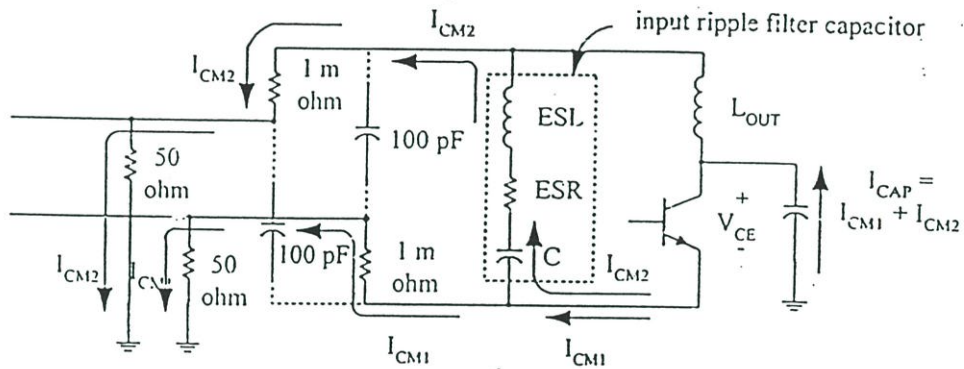 I_CM2
input ripple filter capacitor
I_CM2
1 m
ohm
ESL
L_OUT
100 pF
50
ohm
ESR
I_CAP =
I_CM1 + I_CM2
+
V_CE
-
I_CM2
50
ohm
100 pF
1 m
ohm
C
I_CM2
I_CM1
I_CM1